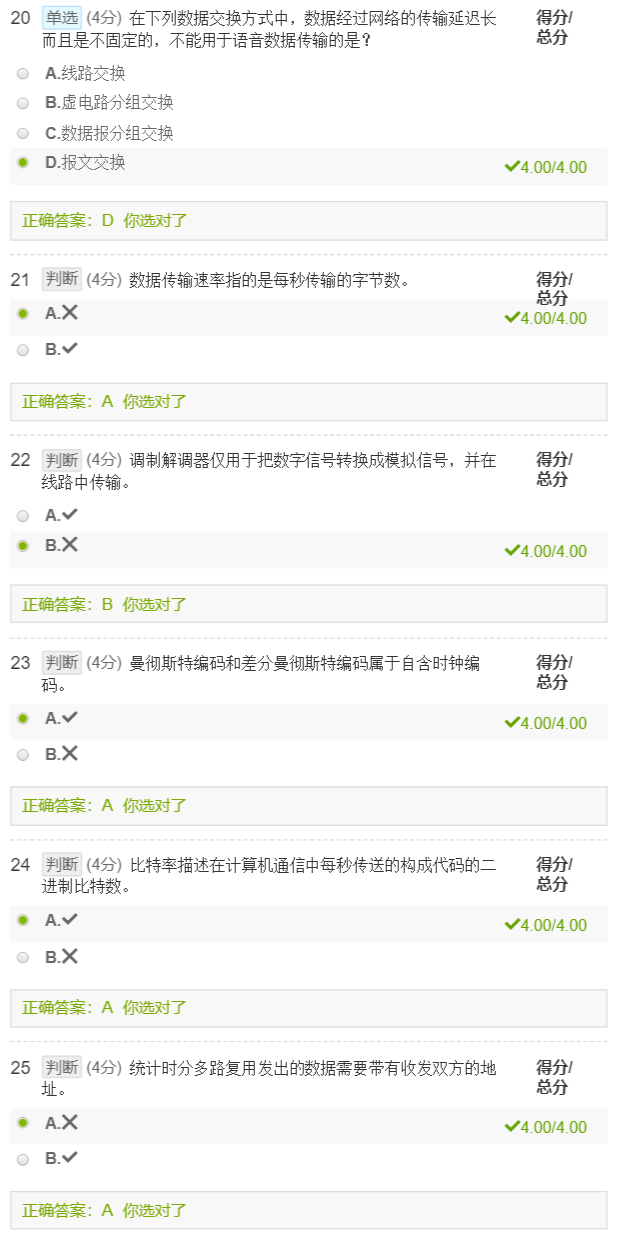 20 单选 (4分) 在下列数据交换方式中，数据经过网络的传输延迟长 得分/
而且是不固定的，不能用于语音数据传输的是？ 总分
A.线路交换
B.虚电路分组交换
C.数据报分组交换
D.报文交换 ✔4.00/4.00
正确答案：D 你选对了
21 判断 (4分) 数据传输速率指的是每秒传输的字节数。 得分/
总分
A.✖ ✔4.00/4.00
B.✔
正确答案：A 你选对了
22 判断 (4分) 调制解调器仅用于把数字信号转换成模拟信号，并在 得分/
线路中传输。 总分
A.✔
B.✖ ✔4.00/4.00
正确答案：B 你选对了
23 判断 (4分) 曼彻斯特编码和差分曼彻斯特编码属于自含时钟编 得分/
码。 总分
A.✔ ✔4.00/4.00
B.✖
正确答案：A 你选对了
24 判断 (4分) 比特率描述在计算机通信中每秒传送的构成代码的二 得分/
进制比特数。 总分
A.✔ ✔4.00/4.00
B.✖
正确答案：A 你选对了
25 判断 (4分) 统计时分多路复用发出的数据需要带有收发双方的地 得分/
址。 总分
A.✖ ✔4.00/4.00
B.✔
正确答案：A 你选对了